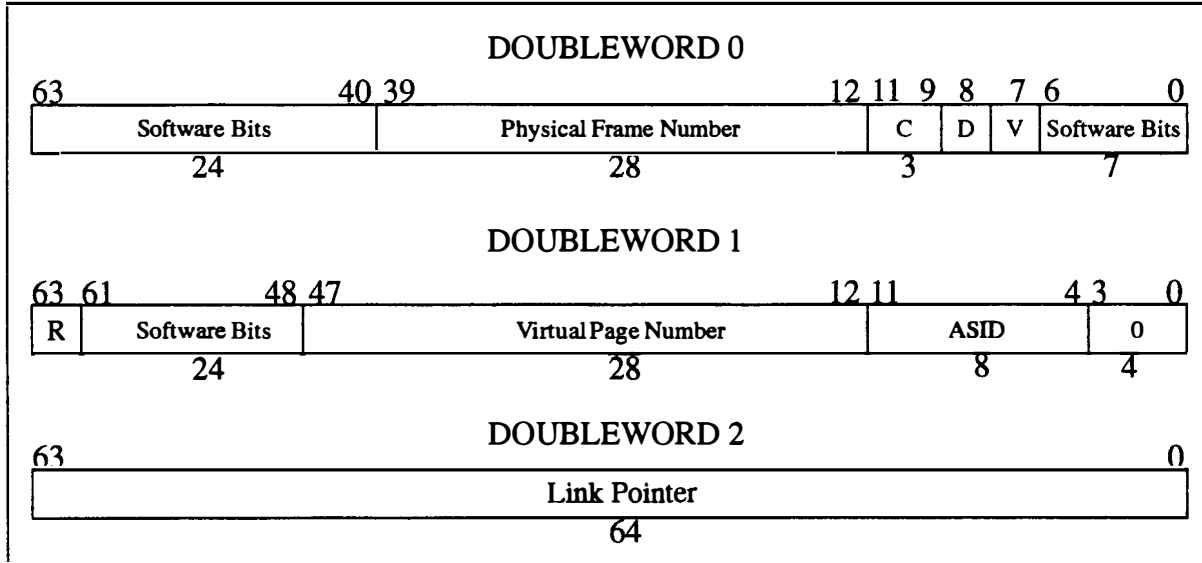 DOUBLEWORD 0
63 40 39 12 11 9 8 7 6 0
Software Bits Physical Frame Number C D V Software Bits
24 28 3 7
DOUBLEWORD 1
63 61 48 47 12 11 4 3 0
R Software Bits Virtual Page Number ASID 0
24 28 8 4
DOUBLEWORD 2
63 0
Link Pointer
64